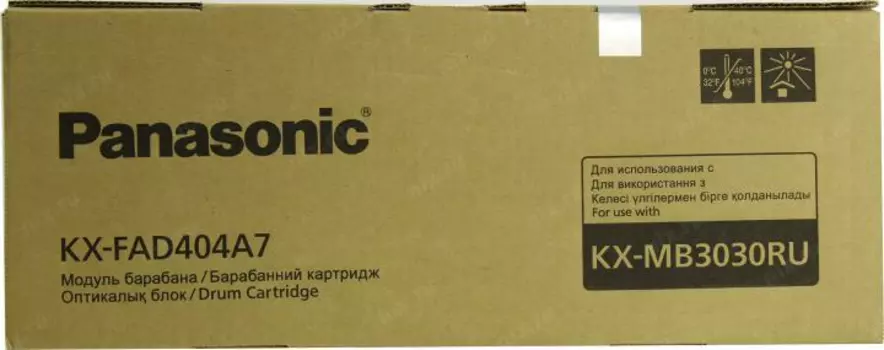 Panasonic®
0°C 40°C
32°F 104°F
KX-FAD404A7
Модуль барабана/Барабанний картридж
Оптикалық блок/Drum Cartridge
Для использования с
Для використання з
Келесі үлгілермен бірге қолданылады
For use with
KX-MB3030RU